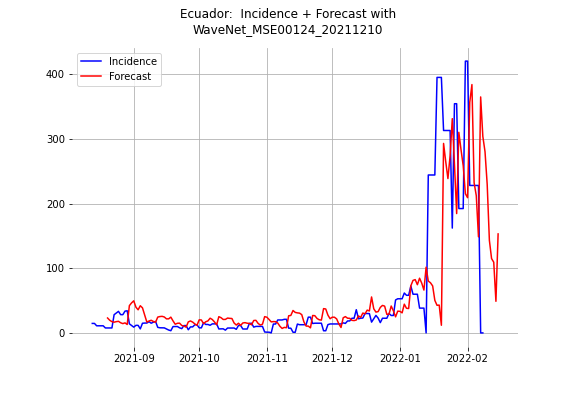 Ecuador:  Incidence + Forecast with
WaveNet_MSE00124_20211210
Incidence
Forecast
400
300
200
100
0
2021-09 2021-10 2021-11 2021-12 2022-01 2022-02